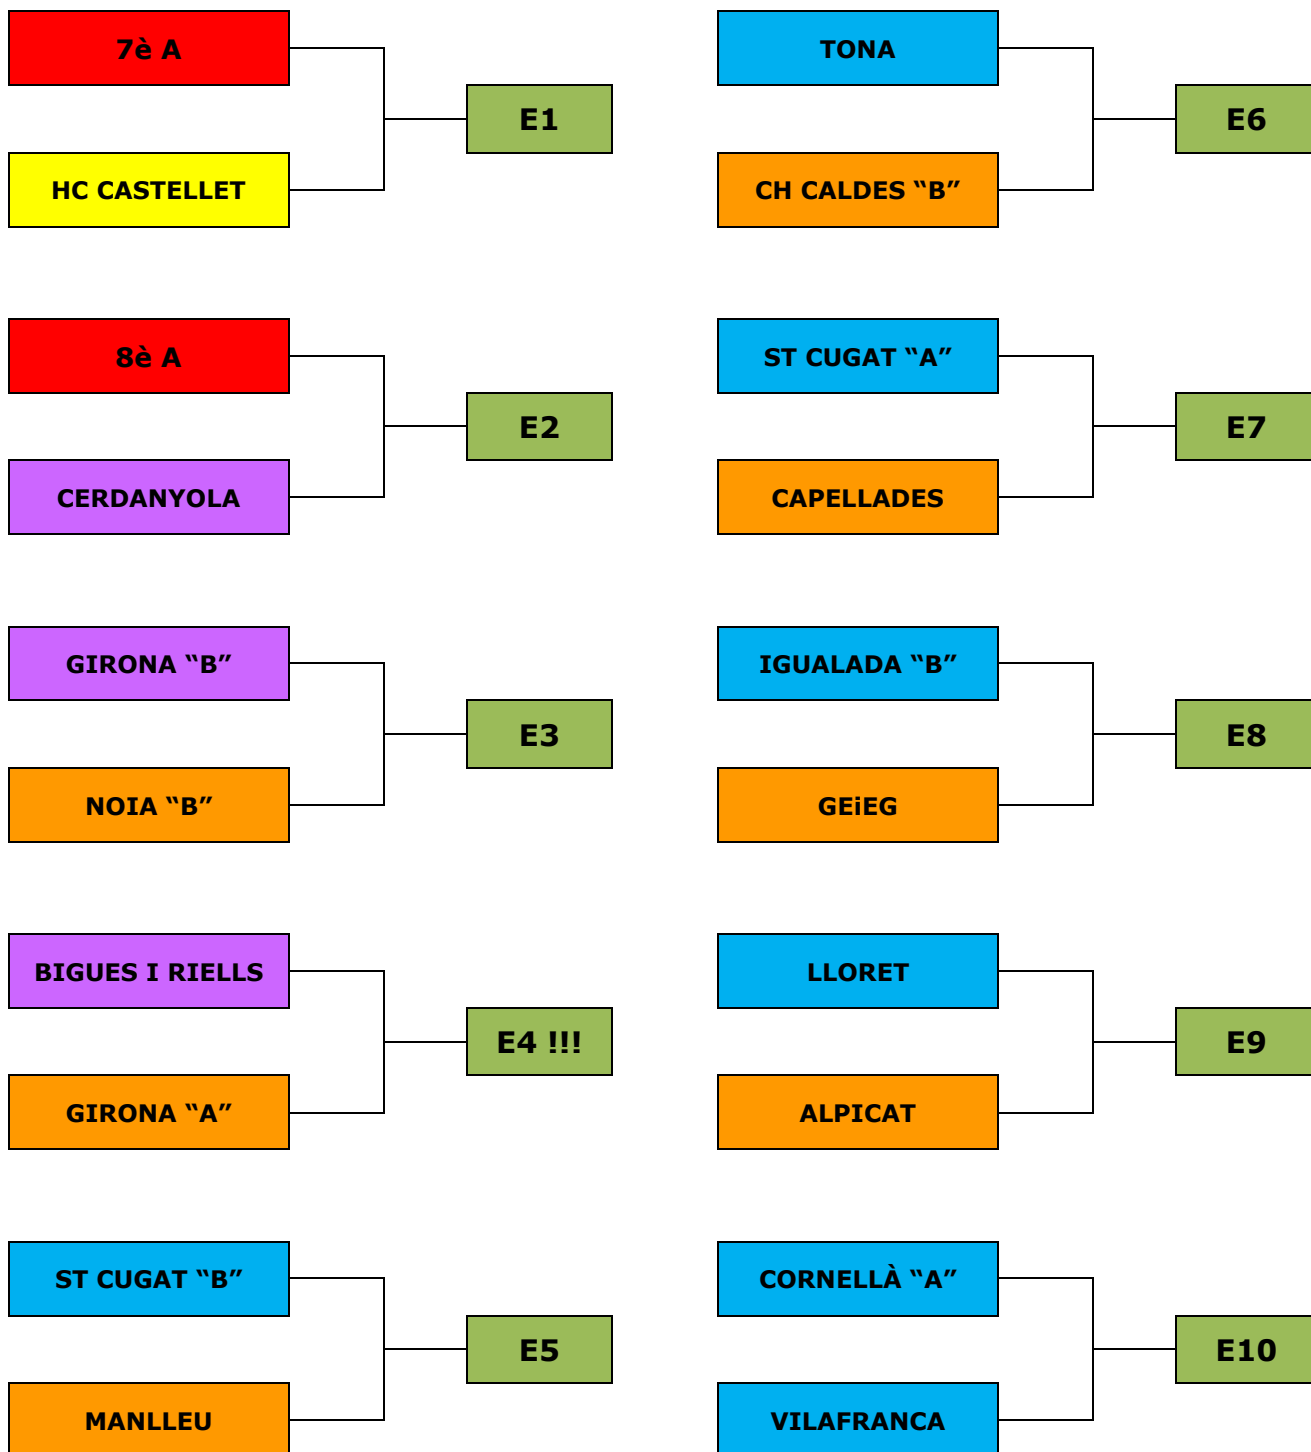 7è A
E1
HC CASTELLET
8è A
E2
CERDANYOLA
GIRONA “B”
E3
NOIA “B”
BIGUES I RIELLS
E4 !!!
GIRONA “A”
ST CUGAT “B”
E5
MANLLEU
TONA
E6
CH CALDES “B”
ST CUGAT “A”
E7
CAPELLADES
IGUALADA “B”
E8
GEiEG
LLORET
E9
ALPICAT
CORNELLÀ “A”
E10
VILAFRANCA